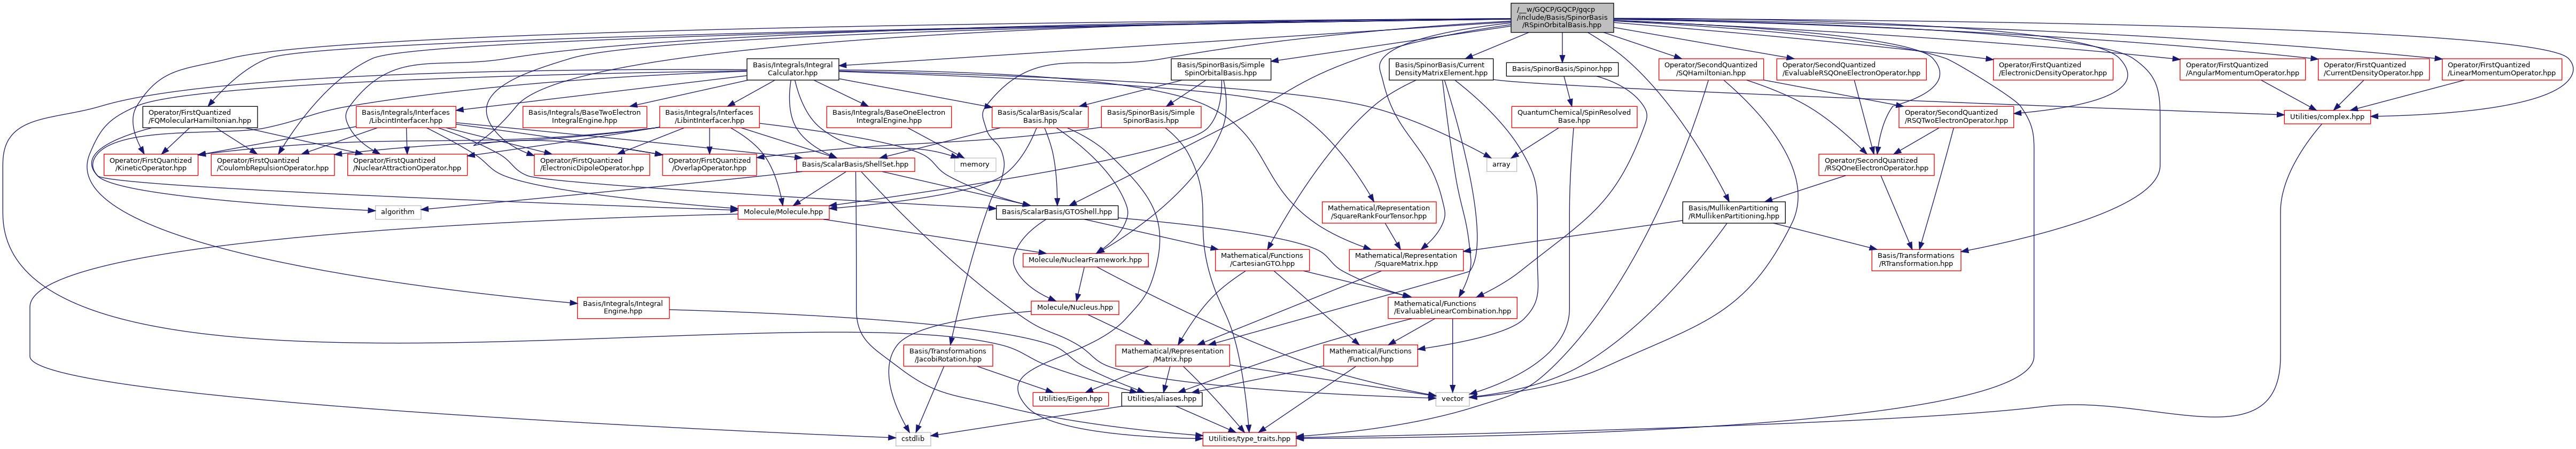 /__w/GQCP/GQCP/gqcp
/include/Basis/SpinorBasis
/RSpinOrbitalBasis.hpp
Basis/Integrals/Integral
Calculator.hpp
Basis/SpinorBasis/Simple
SpinOrbitalBasis.hpp
Basis/SpinorBasis/Current
DensityMatrixElement.hpp
Basis/SpinorBasis/Spinor.hpp
Operator/SecondQuantized
/SQHamiltonian.hpp
Operator/SecondQuantized
/EvaluableRSQOneElectronOperator.hpp
Operator/FirstQuantized
/ElectronicDensityOperator.hpp
Operator/FirstQuantized
/AngularMomentumOperator.hpp
Operator/FirstQuantized
/CurrentDensityOperator.hpp
Operator/FirstQuantized
/LinearMomentumOperator.hpp
Operator/FirstQuantized
/FQMolecularHamiltonian.hpp
Basis/Integrals/Interfaces
/LibcintInterfacer.hpp
Basis/Integrals/BaseTwoElectron
IntegralEngine.hpp
Basis/Integrals/Interfaces
/LibintInterfacer.hpp
Basis/Integrals/BaseOneElectron
IntegralEngine.hpp
Basis/ScalarBasis/Scalar
Basis.hpp
Basis/SpinorBasis/Simple
SpinorBasis.hpp
QuantumChemical/SpinResolved
Base.hpp
Operator/SecondQuantized
/RSQTwoElectronOperator.hpp
Utilities/complex.hpp
Operator/FirstQuantized
/KineticOperator.hpp
Operator/FirstQuantized
/CoulombRepulsionOperator.hpp
Operator/FirstQuantized
/NuclearAttractionOperator.hpp
Operator/FirstQuantized
/ElectronicDipoleOperator.hpp
Operator/FirstQuantized
/OverlapOperator.hpp
Basis/ScalarBasis/ShellSet.hpp
memory
array
Operator/SecondQuantized
/RSQOneElectronOperator.hpp
algorithm
Molecule/Molecule.hpp
Basis/ScalarBasis/GTOShell.hpp
Mathematical/Representation
/SquareRankFourTensor.hpp
Basis/MullikenPartitioning
/RMullikenPartitioning.hpp
Molecule/NuclearFramework.hpp
Mathematical/Functions
/CartesianGTO.hpp
Mathematical/Representation
/SquareMatrix.hpp
Basis/Transformations
/RTransformation.hpp
Basis/Integrals/Integral
Engine.hpp
Molecule/Nucleus.hpp
Mathematical/Functions
/EvaluableLinearCombination.hpp
Basis/Transformations
/JacobiRotation.hpp
Mathematical/Representation
/Matrix.hpp
Mathematical/Functions
/Function.hpp
Utilities/Eigen.hpp
Utilities/aliases.hpp
vector
cstdlib
Utilities/type_traits.hpp